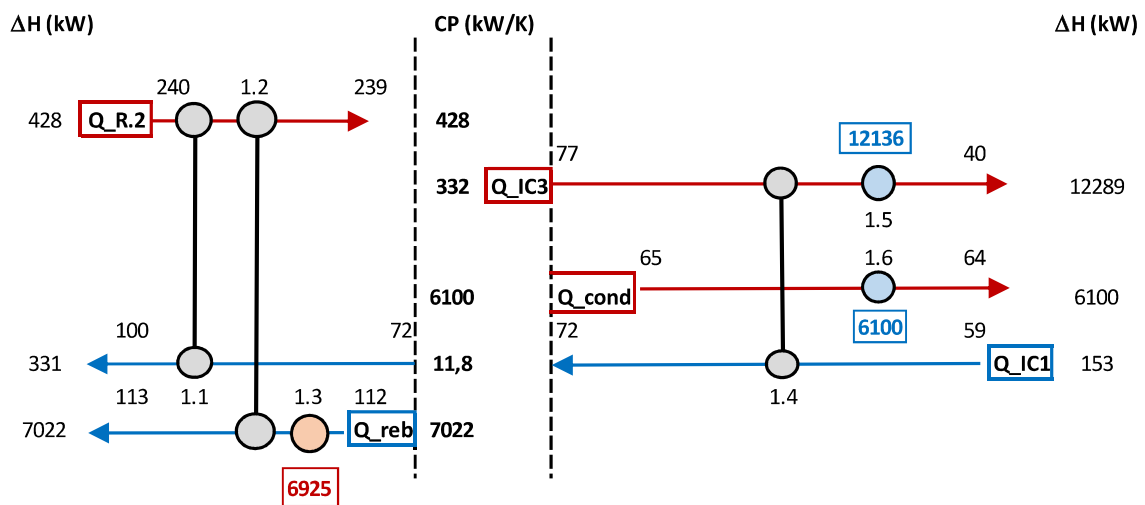 ΔH (kW) CP (kW/K) ΔH (kW)
240 1.2 239
428 Q_R.2 428
77 12136 40
332 Q_IC3 12289
1.5
65 1.6 64
6100 Q_cond 6100
6100
100 72 72 59
331 11,8 Q_IC1 153
113 1.1 1.3 112 1.4
7022 Q_reb 7022
6925